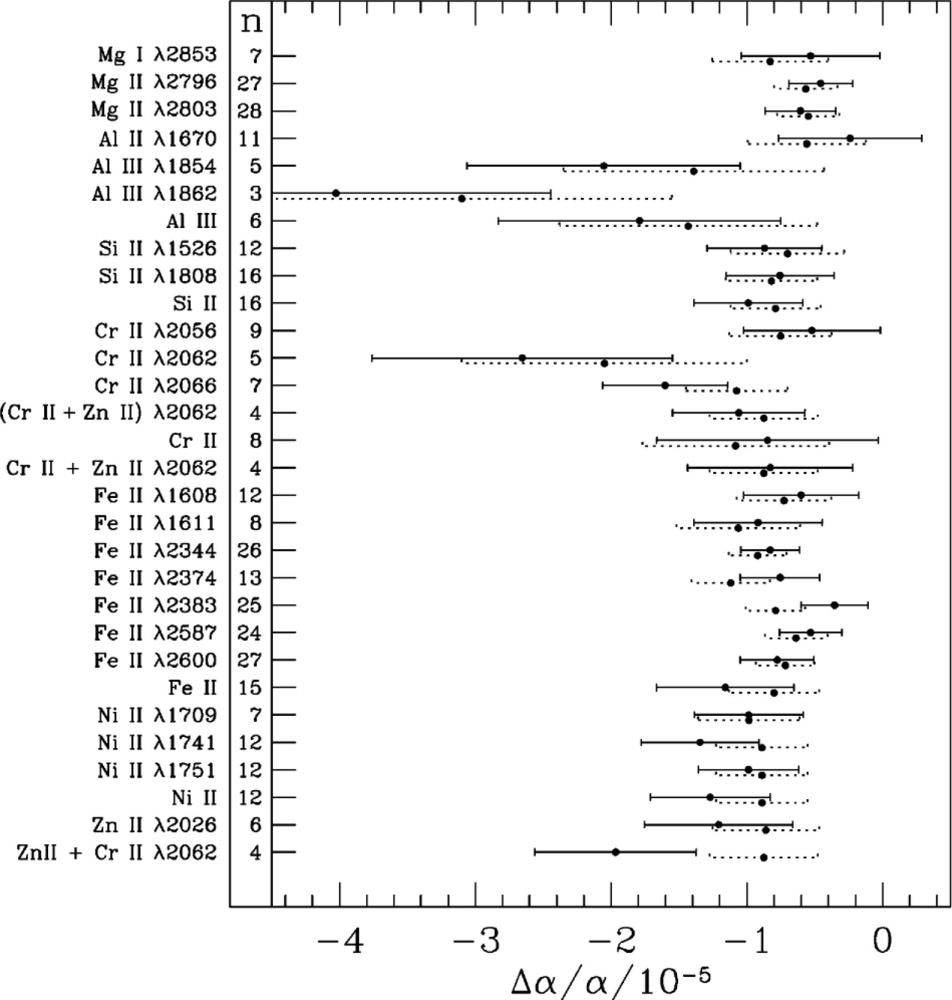 n
Mg I λ2853 7
Mg II λ2796 27
Mg II λ2803 28
Al II λ1670 11
Al III λ1854 5
Al III λ1862 3
Al III 6
Si II λ1526 12
Si II λ1808 16
Si II 16
Cr II λ2056 9
Cr II λ2062 5
Cr II λ2066 7
(Cr II + Zn II) λ2062 4
Cr II 8
Cr II + Zn II λ2062 4
Fe II λ1608 12
Fe II λ1611 8
Fe II λ2344 26
Fe II λ2374 13
Fe II λ2383 25
Fe II λ2587 24
Fe II λ2600 27
Fe II 15
Ni II λ1709 7
Ni II λ1741 12
Ni II λ1751 12
Ni II 12
Zn II λ2026 6
ZnII + Cr II λ2062 4
−4 −3 −2 −1 0
Δα/α/10⁻⁵